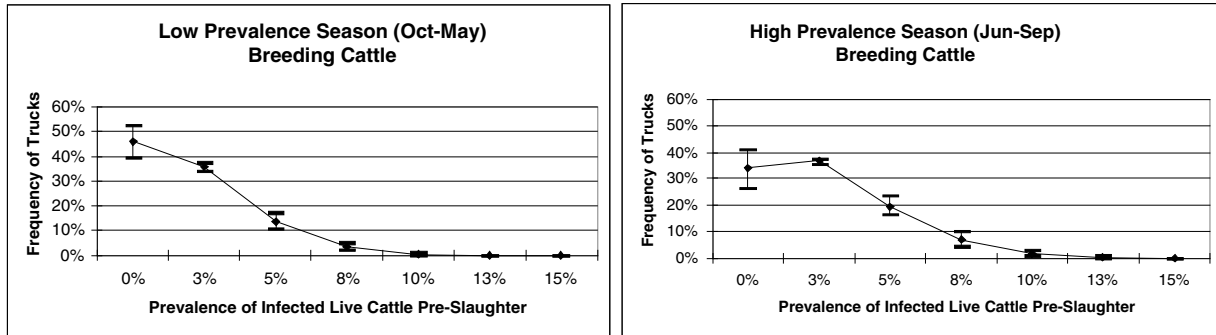 Low Prevalence Season (Oct-May)
Breeding Cattle
Frequency of Trucks
60%
50%
40%
30%
20%
10%
0%
0% 3% 5% 8% 10% 13% 15%
Prevalence of Infected Live Cattle Pre-Slaughter
High Prevalence Season (Jun-Sep)
Breeding Cattle
Frequency of Trucks
60%
50%
40%
30%
20%
10%
0%
0% 3% 5% 8% 10% 13% 15%
Prevalence of Infected Live Cattle Pre-Slaughter